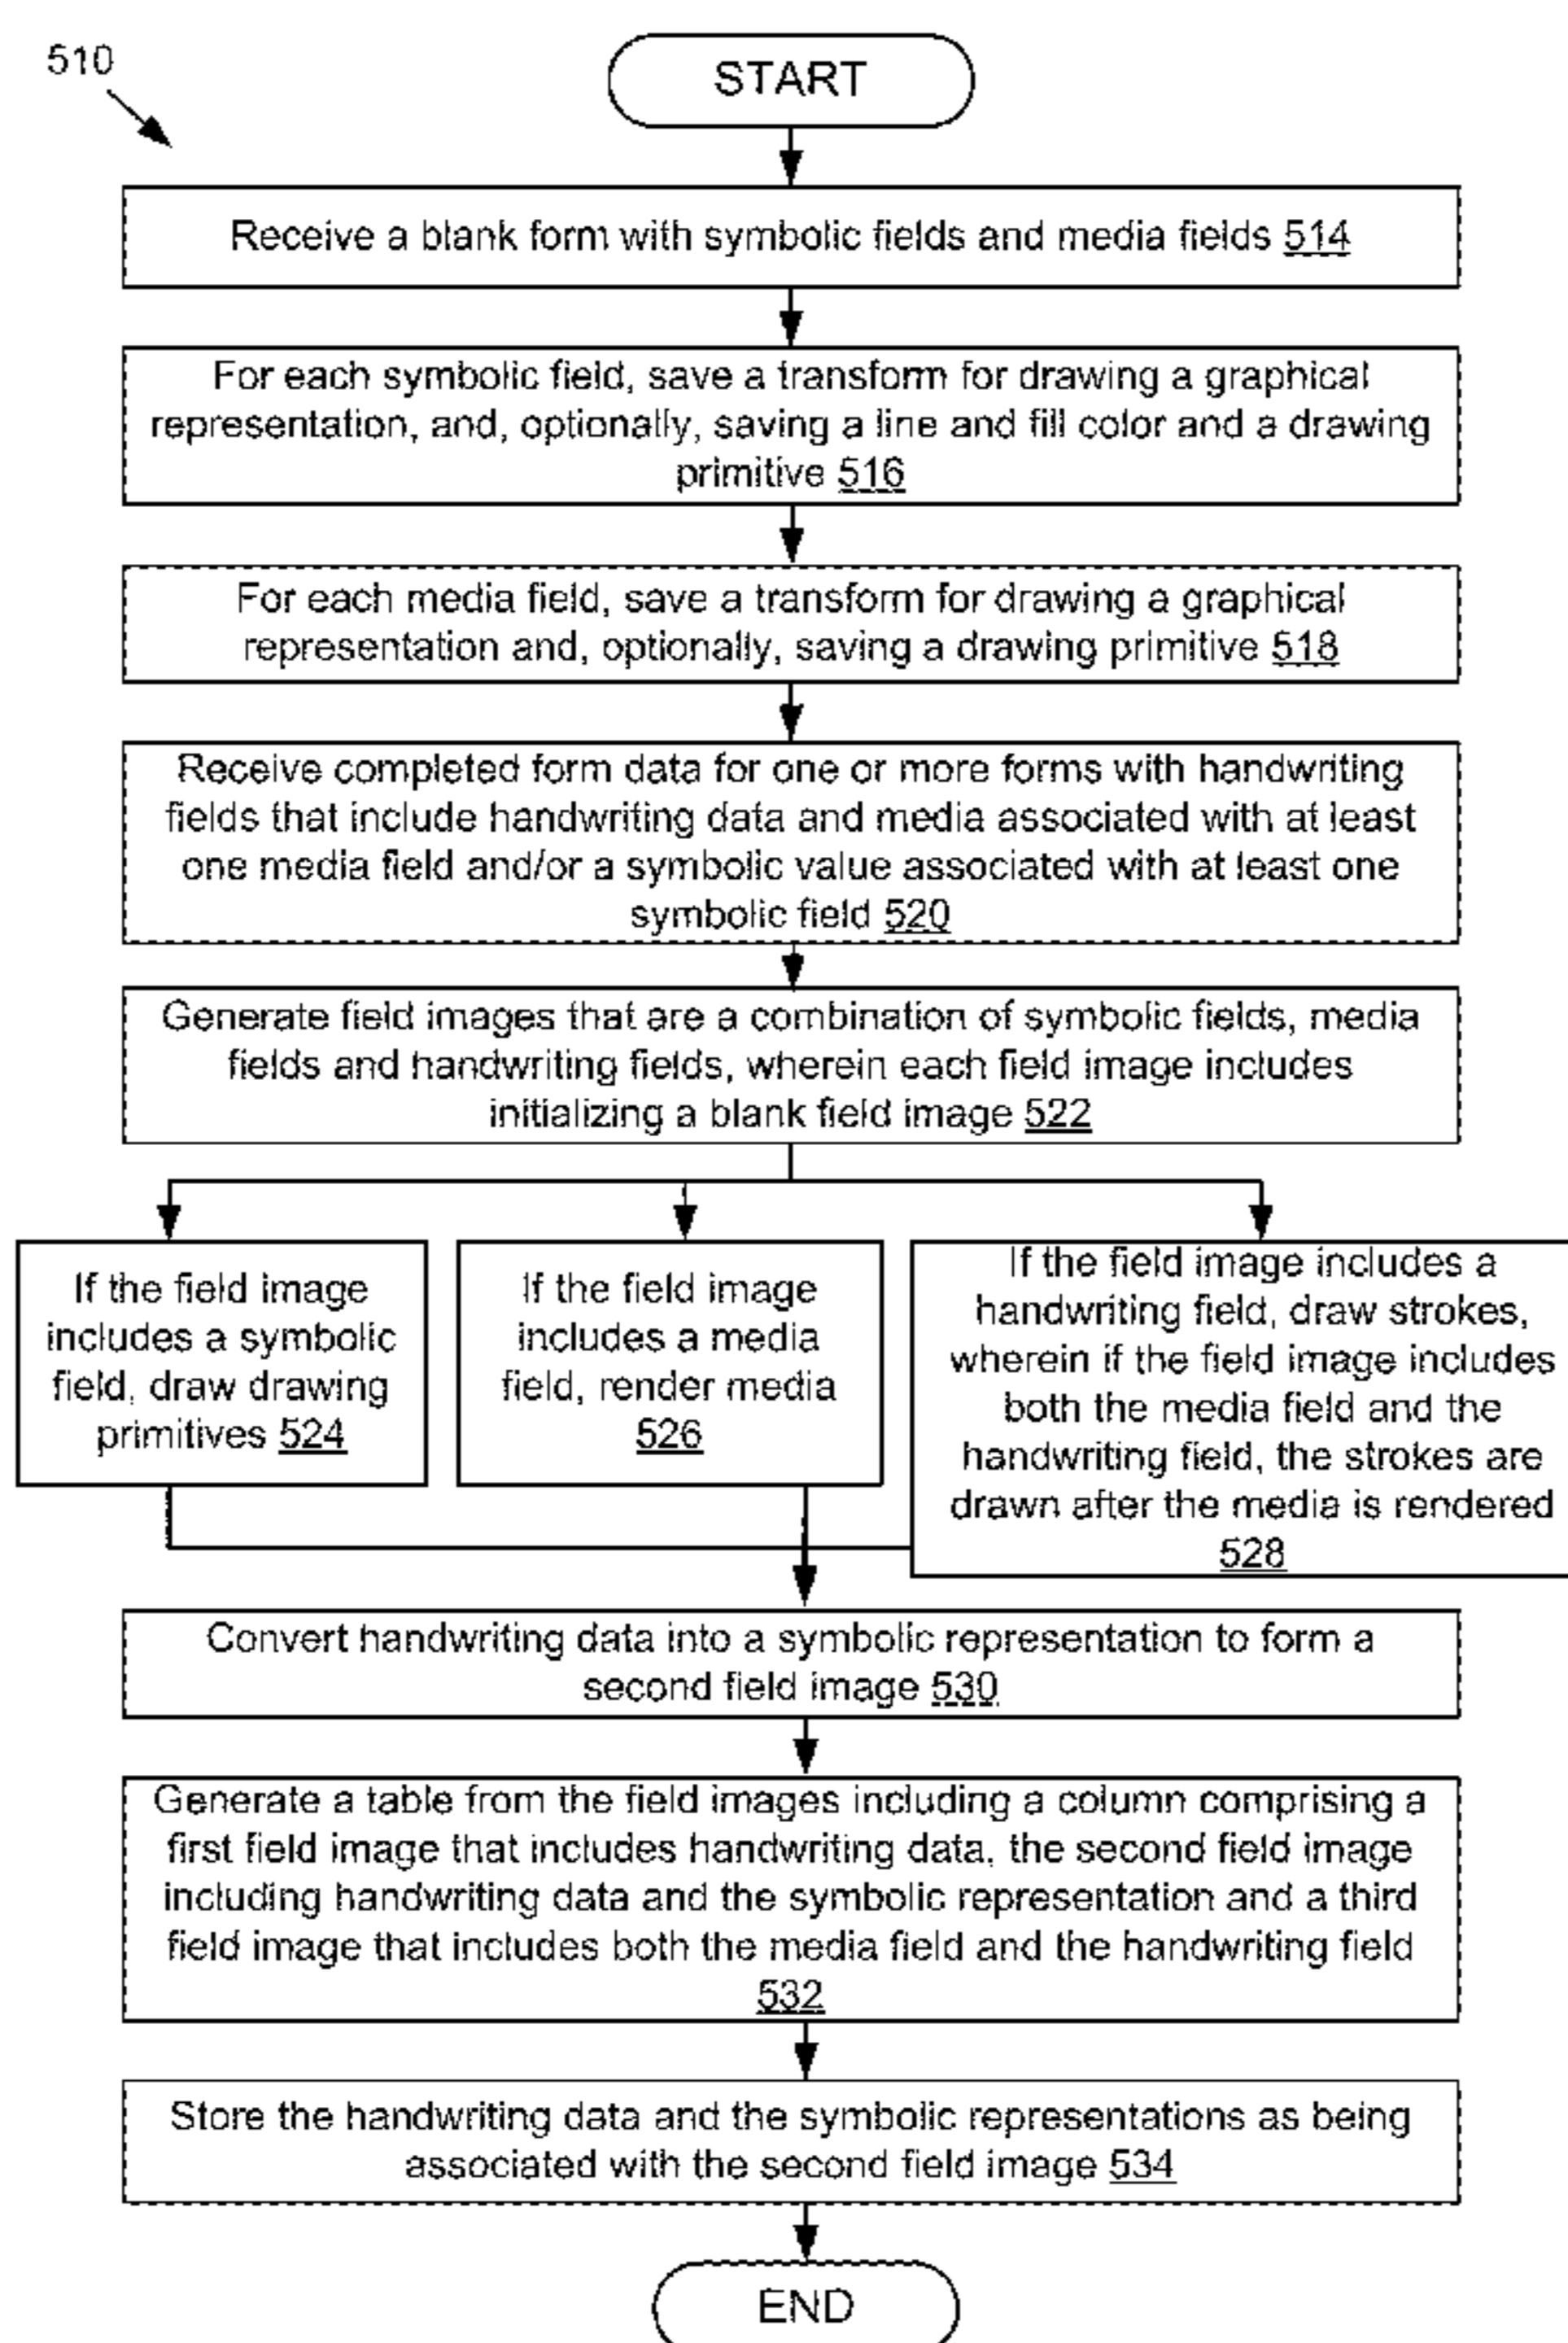 510
START
Receive a blank form with symbolic fields and media fields 514
For each symbolic field, save a transform for drawing a graphical
representation, and, optionally, saving a line and fill color and a drawing
primitive 516
For each media field, save a transform for drawing a graphical
representation and, optionally, saving a drawing primitive 518
Receive completed form data for one or more forms with handwriting
fields that include handwriting data and media associated with at least
one media field and/or a symbolic value associated with at least one
symbolic field 520
Generate field images that are a combination of symbolic fields, media
fields and handwriting fields, wherein each field image includes
initializing a blank field image 522
If the field image
includes a symbolic
field, draw drawing
primitives 524
If the field image
includes a media
field, render media
526
If the field image includes a
handwriting field, draw strokes,
wherein if the field image includes
both the media field and the
handwriting field, the strokes are
drawn after the media is rendered
528
Convert handwriting data into a symbolic representation to form a
second field image 530
Generate a table from the field images including a column comprising a
first field image that includes handwriting data, the second field image
including handwriting data and the symbolic representation and a third
field image that includes both the media field and the handwriting field
532
Store the handwriting data and the symbolic representations as being
associated with the second field image 534
END